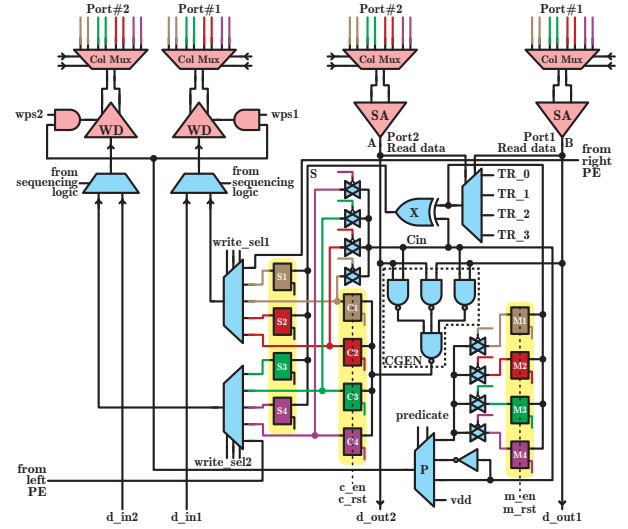 Port#2
Port#1
Port#2
Port#1
Col Mux
Col Mux
Col Mux
Col Mux
wps2
WD
WD
wps1
SA
SA
A
Port2
Read data
Port1
Read data
B
from
right
PE
from
sequencing
logic
from
sequencing
logic
S
TR_0
TR_1
TR_2
TR_3
X
Cin
write_sel1
S1
S2
S3
S4
C1
C2
C3
C4
CGEN
M1
M2
M3
M4
write_sel2
predicate
P
vdd
from
left
PE
c_en
c_rst
m_en
m_rst
d_in2
d_in1
d_out2
d_out1